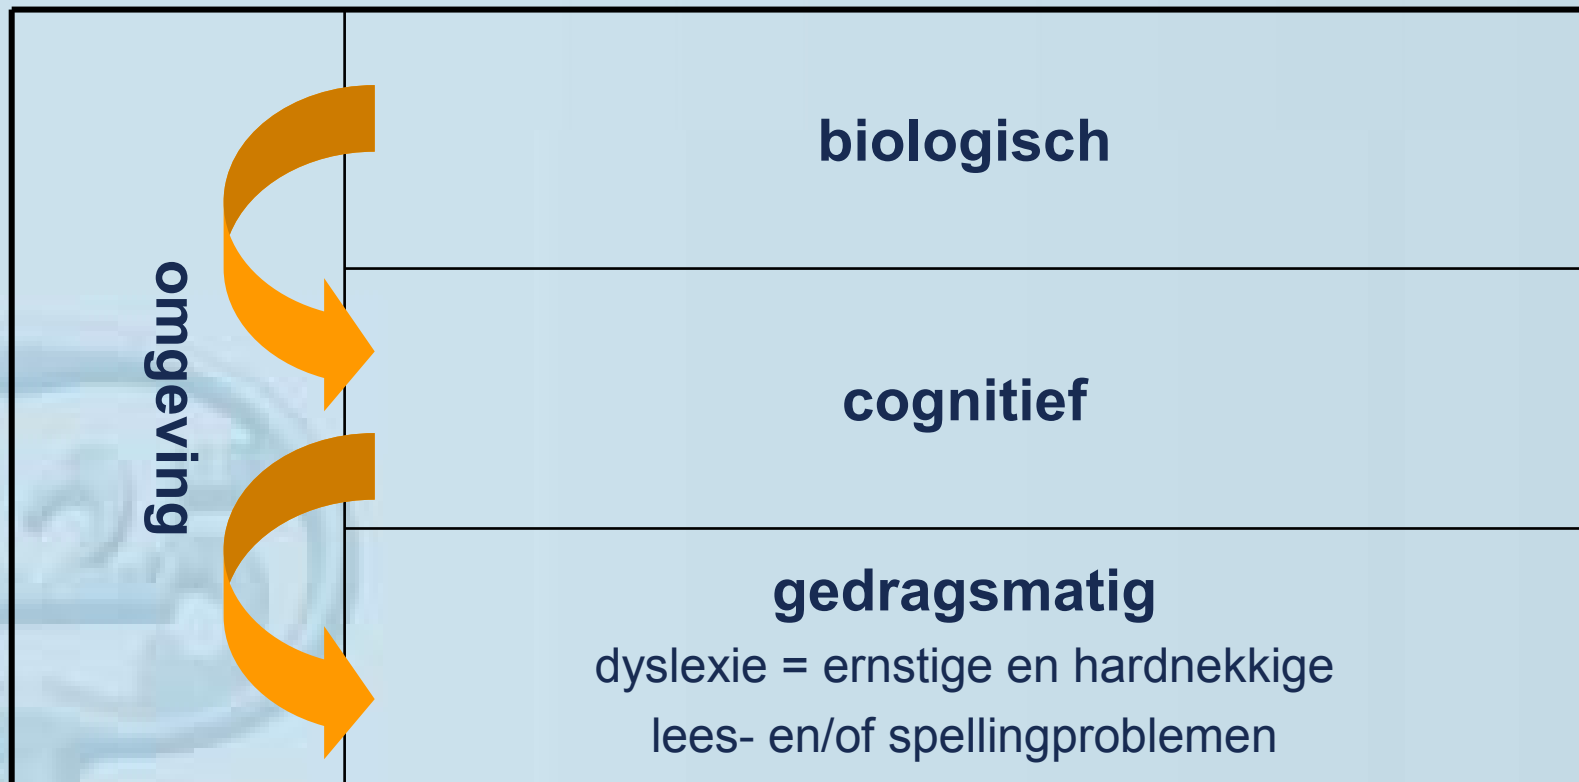 omgeving
biologisch
cognitief
gedragsmatig
dyslexie = ernstige en hardnekkige
lees- en/of spellingproblemen